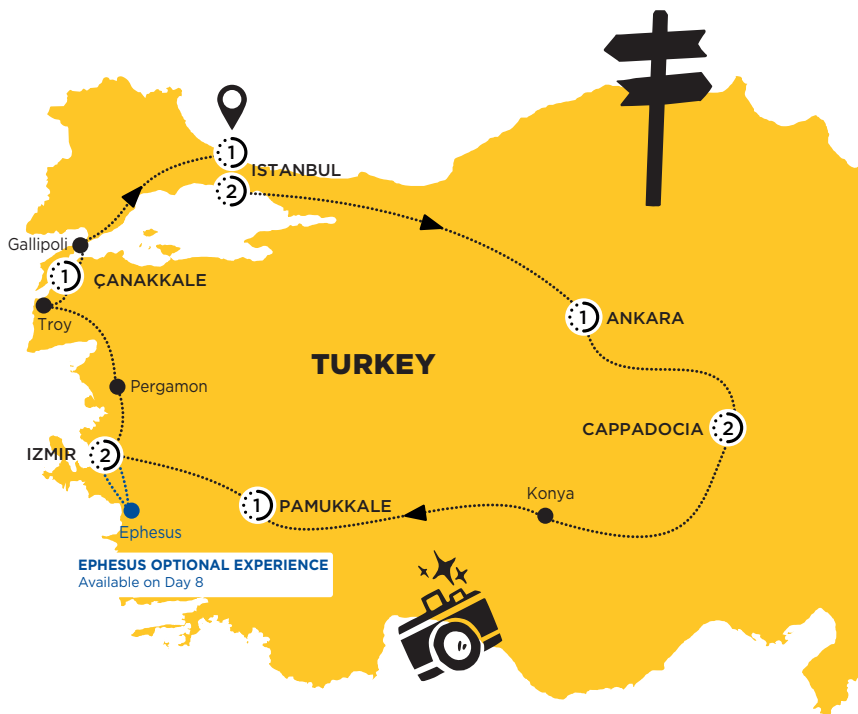 1
ISTANBUL
2
Gallipoli
1
ÇANAKKALE
Troy
1
ANKARA
TURKEY
Pergamon
CAPPADOCIA
2
IZMIR
2
Konya
1
PAMUKKALE
Ephesus
EPHESUS OPTIONAL EXPERIENCE
Available on Day 8